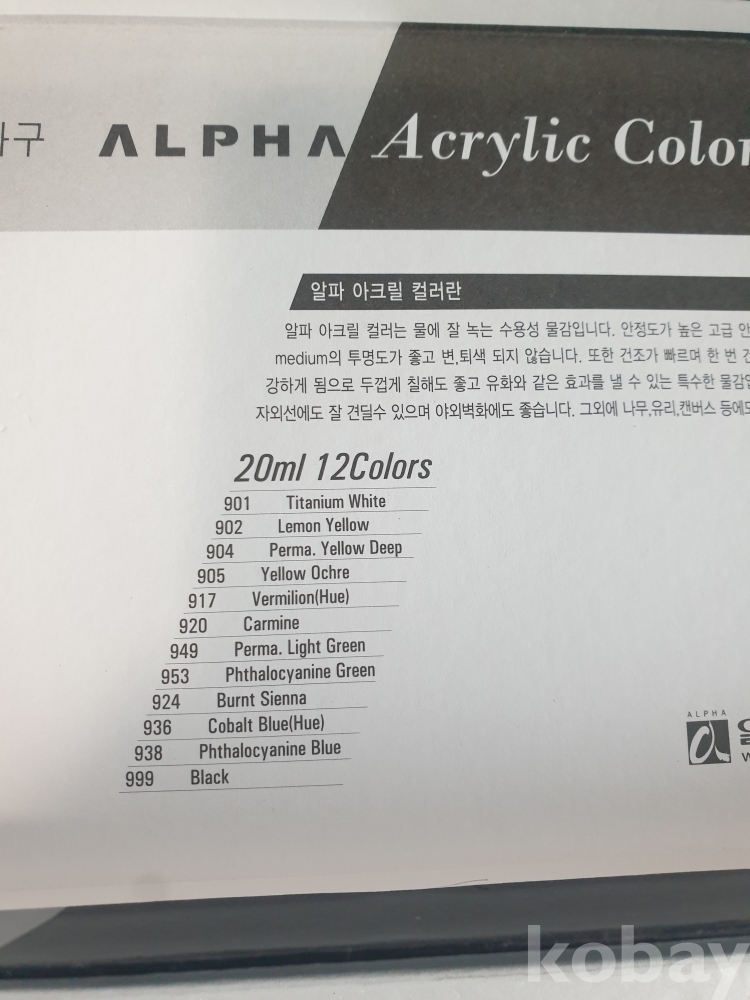 화구 ALPHA Acrylic Color
알파 아크릴 컬러란
알파 아크릴 컬러는 물에 잘 녹는 수용성 물감입니다. 안정도가 높은 고급
medium의 투명도가 좋고 변,퇴색 되지 않습니다. 또한 건조가 빠르며 한 번
강하게 됨으로 두껍게 칠해도 좋고 유화와 같은 효과를 낼 수 있는 특수한
자외선에도 잘 견딜수 있으며 야외벽화에도 좋습니다. 그외에 나무,유리,캔버스 등에도
20ml 12Colors
901 Titanium White
902 Lemon Yellow
904 Perma. Yellow Deep
905 Yellow Ochre
917 Vermilion(Hue)
920 Carmine
949 Perma. Light Green
953 Phthalocyanine Green
924 Burnt Sienna
936 Cobalt Blue(Hue)
938 Phthalocyanine Blue
999 Black
ALPHA
kobay